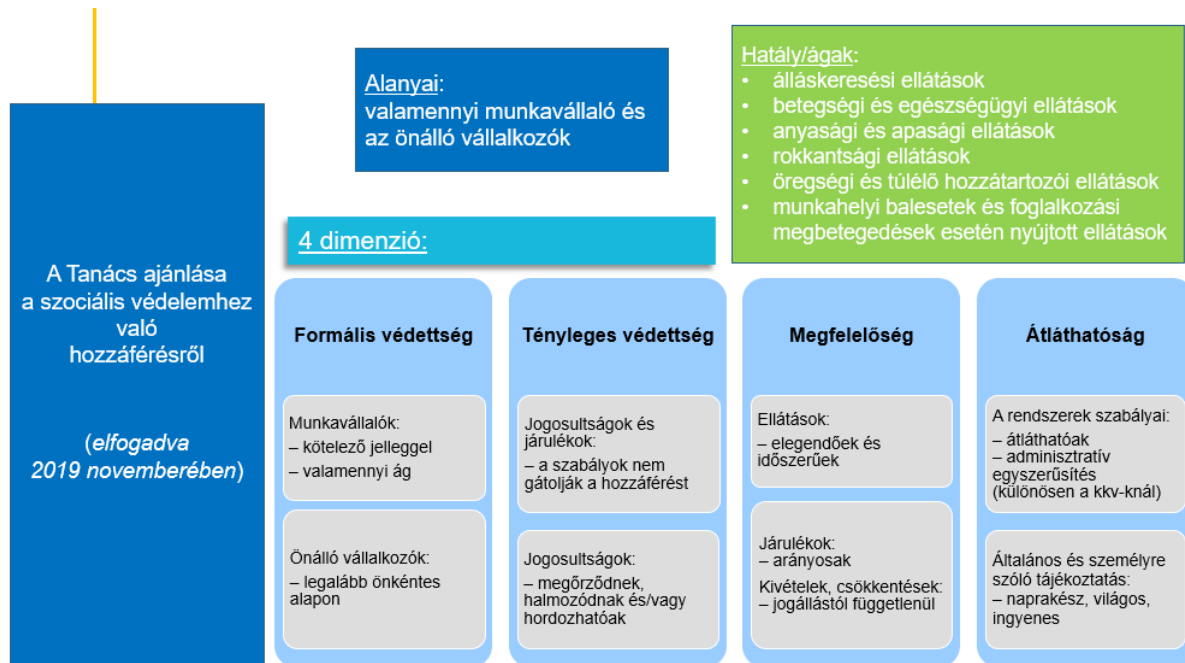 A Tanács ajánlása
a szociális védelemhez
való
hozzáférésről
(elfogadva
2019 novemberében)
Alanyai:
valamennyi munkavállaló és
az önálló vállalkozók
Hatály/ágak:
• álláskeresési ellátások
• betegségi és egészségügyi ellátások
• anyasági és apasági ellátások
• rokkantsági ellátások
• öregségi és túlélő hozzátartozói ellátások
• munkahelyi balesetek és foglalkozási
megbetegedések esetén nyújtott ellátások
4 dimenzió:
Formális védettség
Munkavállalók:
– kötelező jelleggel
– valamennyi ág
Önálló vállalkozók:
– legalább önkéntes
alapon
Tényleges védettség
Jogosultságok és
járulékok:
– a szabályok nem
gátolják a hozzáférést
Jogosultságok:
– megőrződnek,
halmozódnak és/vagy
hordozhatóak
Megfelelőség
Ellátások:
– elegendőek és
időszerűek
Járulékok:
– arányosak
Kivételek, csökkentések:
– jogállástól függetlenül
Átláthatóság
A rendszerek szabályai:
– átláthatóak
– adminisztratív
egyszerűsítés
(különösen a kkv-knál)
Általános és személyre
szóló tájékoztatás:
– naprakész, világos,
ingyenes